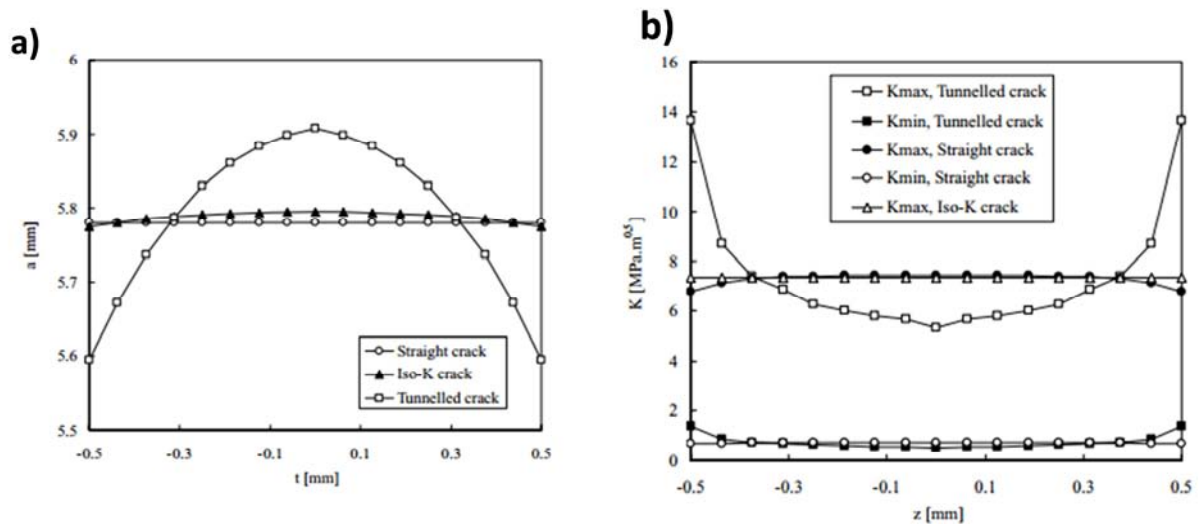 a)
6
5.9
5.8
5.7
5.6
5.5
a [mm]
-0.5
-0.3
-0.1
0.1
0.3
0.5
t [mm]
Straight crack
Iso-K crack
Tunnelled crack
b)
16
14
12
10
8
6
4
2
0
K [MPa.m^0.5]
-0.5
-0.3
-0.1
0.1
0.3
0.5
z [mm]
Kmax, Tunnelled crack
Kmin, Tunnelled crack
Kmax, Straight crack
Kmin, Straight crack
Kmax, Iso-K crack